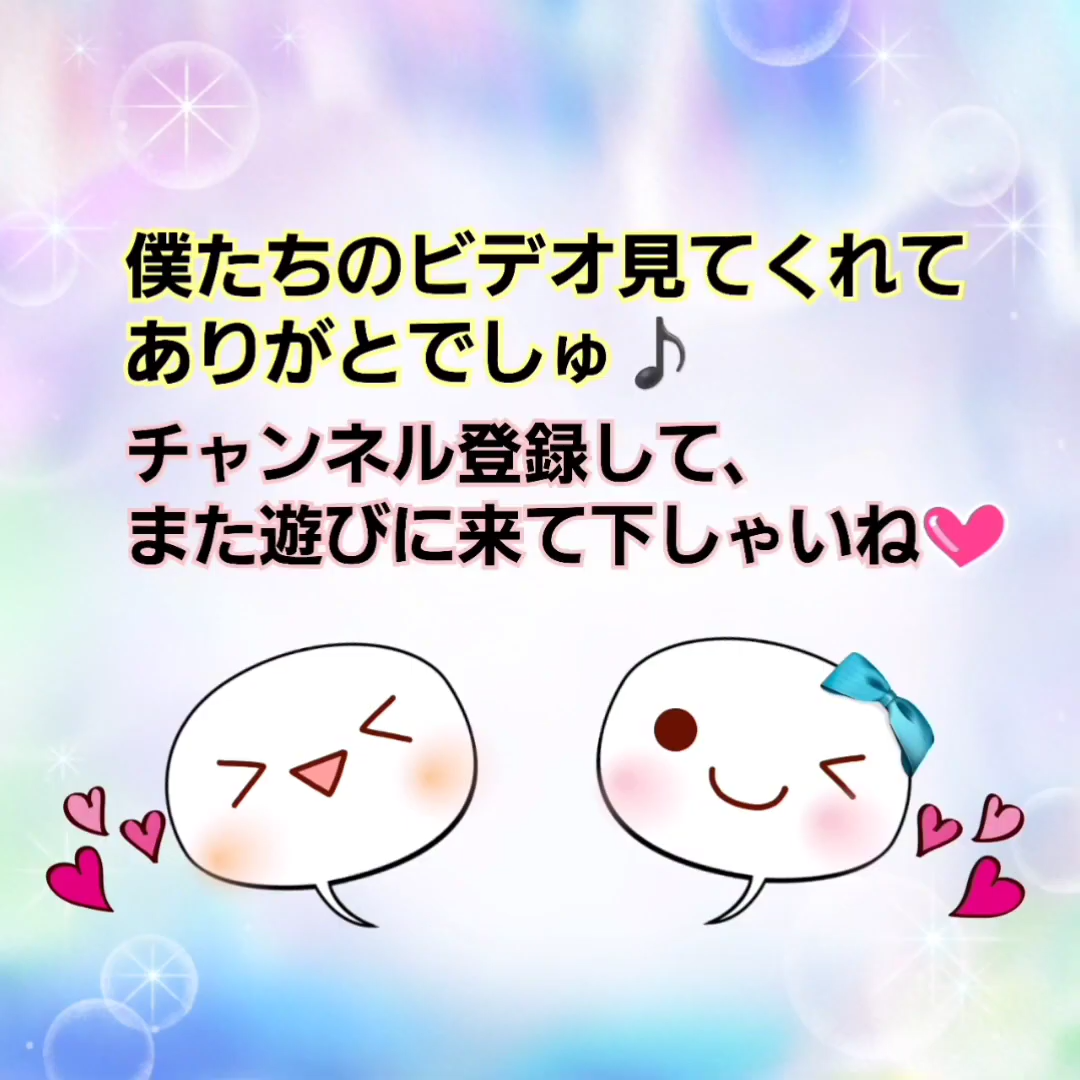 僕たちのビデオ見てくれて
ありがとでしゅ♪
チャンネル登録して、
また遊びに来て下しゃいね💗